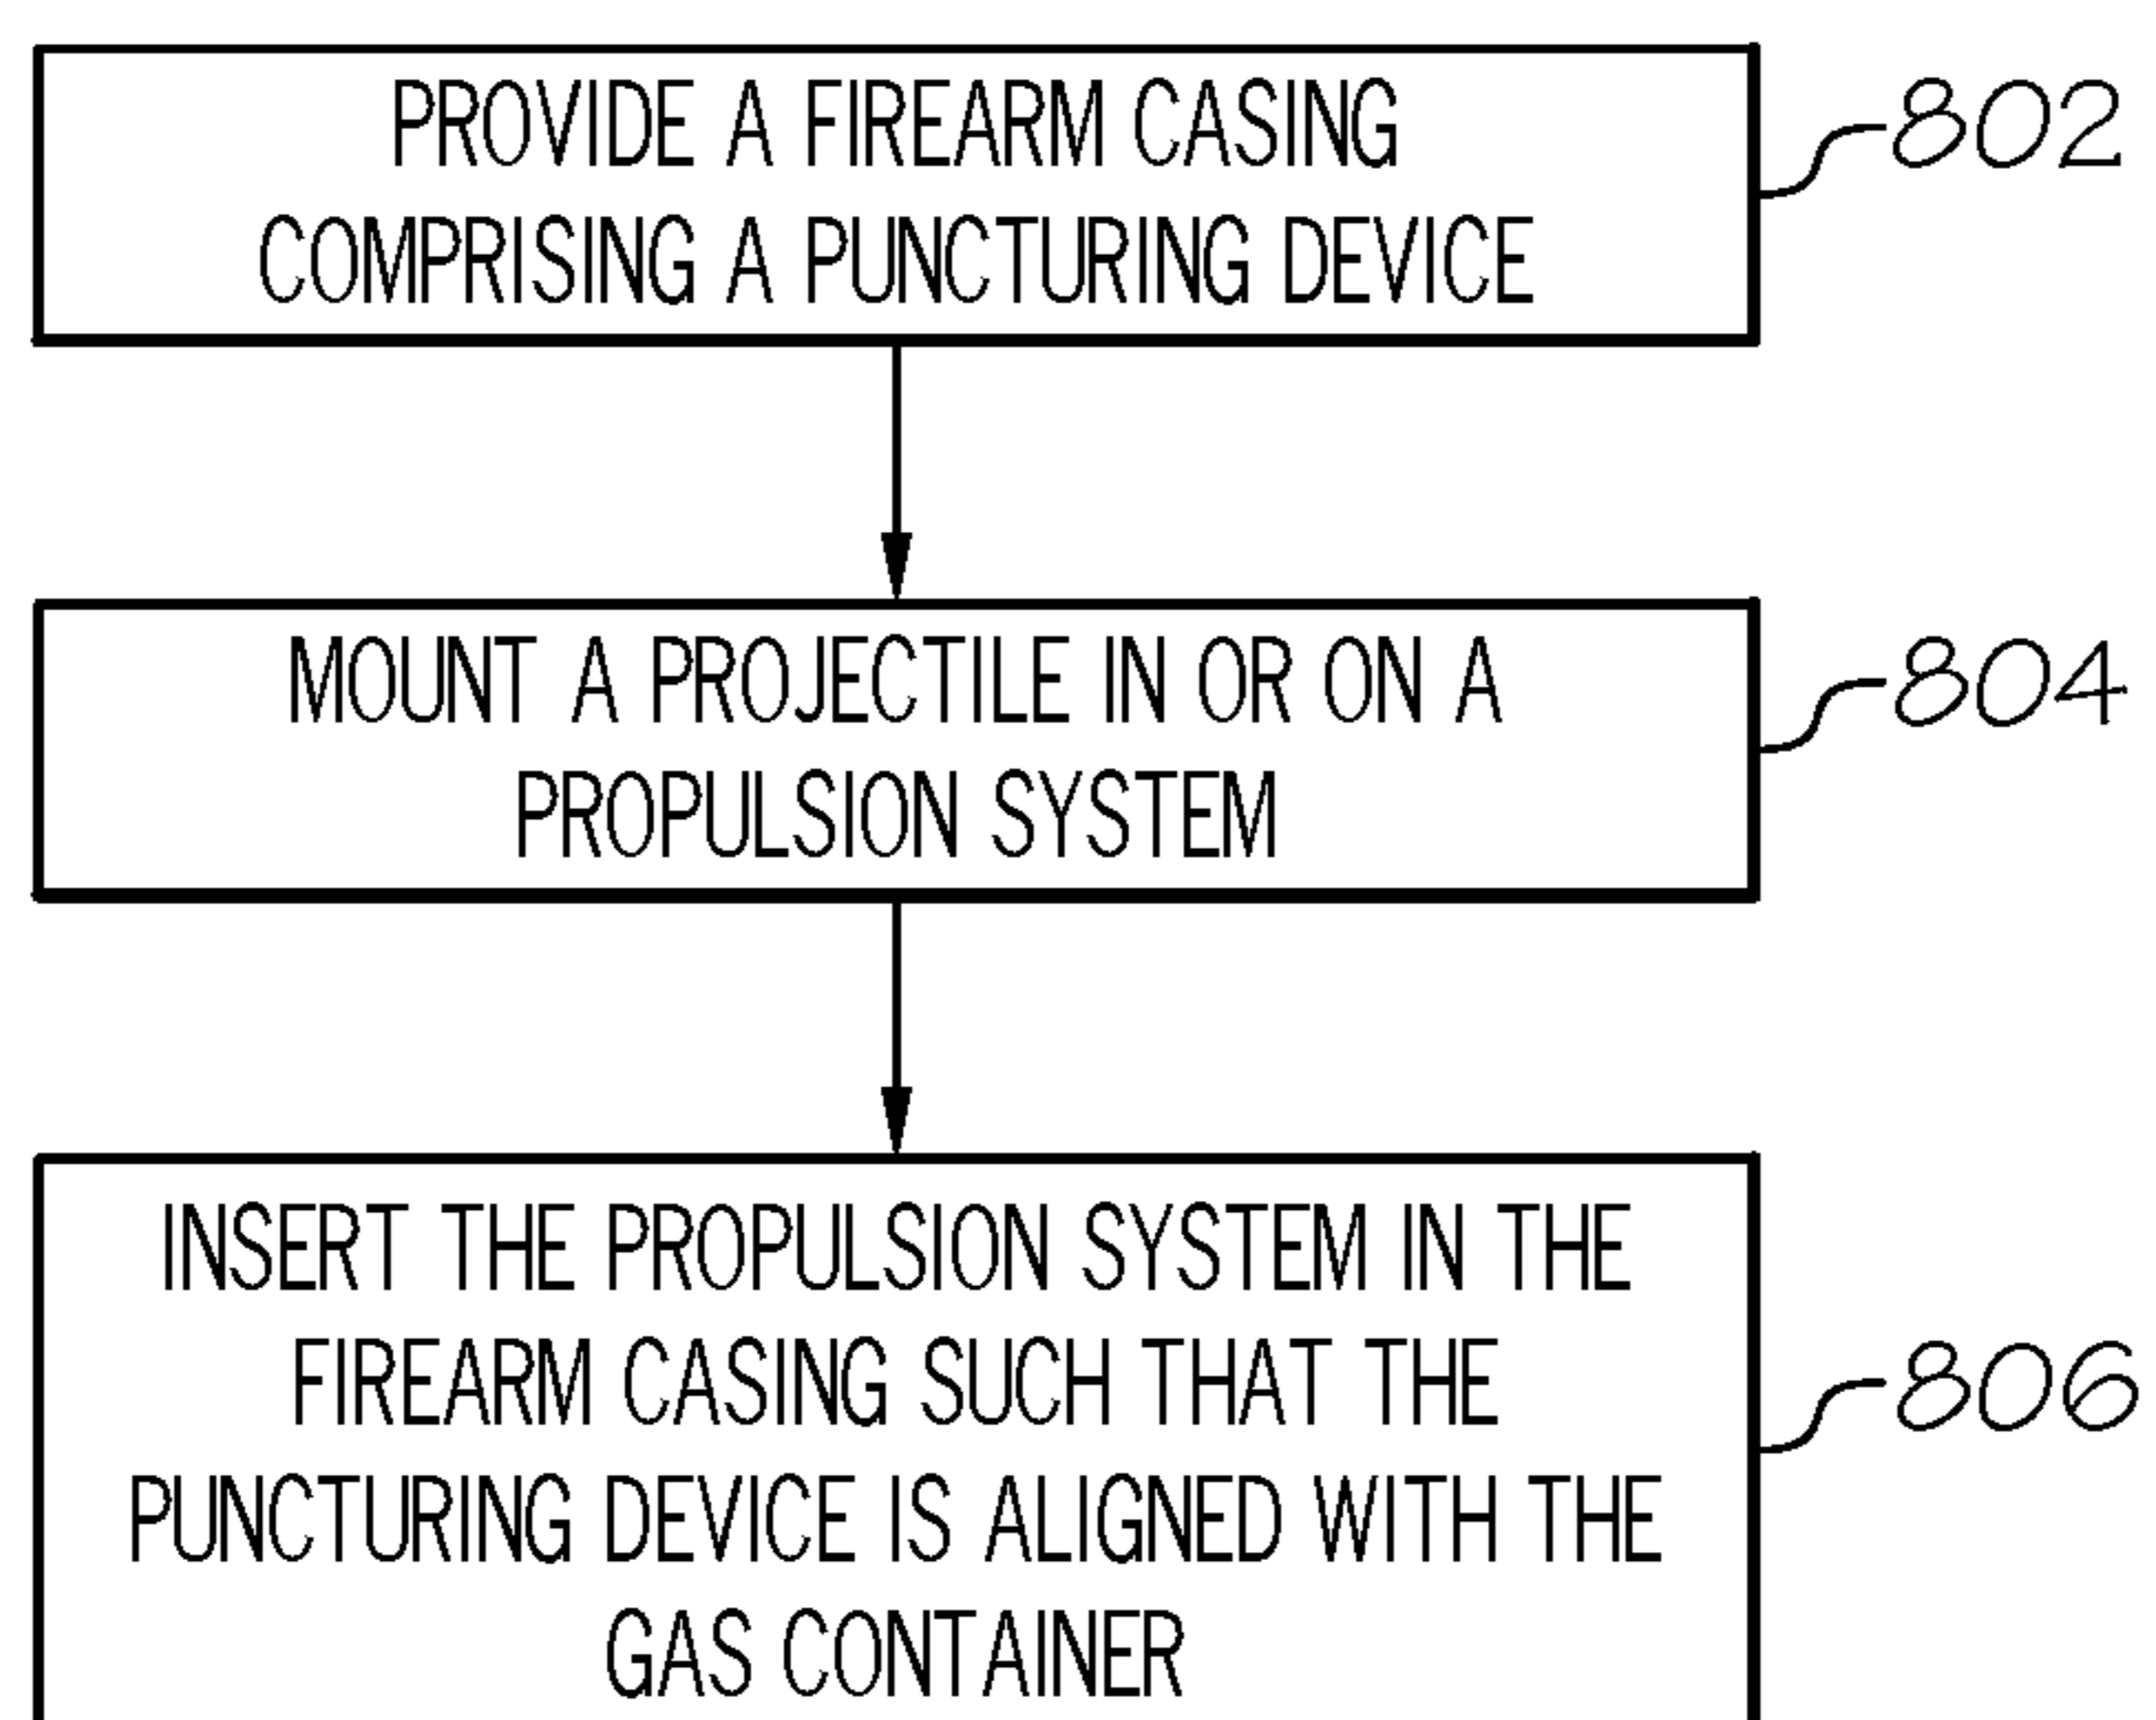 PROVIDE A FIREARM CASING
COMPRISING A PUNCTURING DEVICE
802
MOUNT A PROJECTILE IN OR ON A
PROPULSION SYSTEM
804
INSERT THE PROPULSION SYSTEM IN THE
FIREARM CASING SUCH THAT THE
PUNCTURING DEVICE IS ALIGNED WITH THE
GAS CONTAINER
806